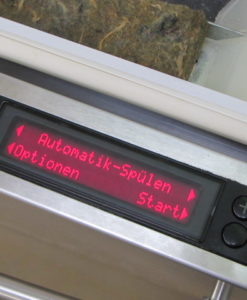 ◀ Automatik-Spülen ▶
◀Optionen Start▶